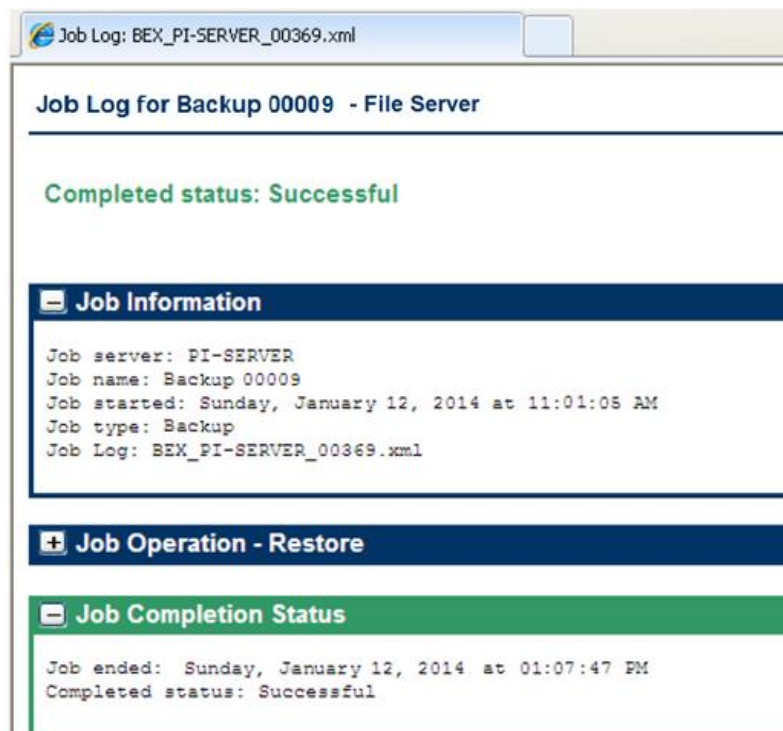 Job Log: BEX_PI-SERVER_00369.xml
Job Log for Backup 00009 - File Server
Completed status: Successful
Job Information
Job server: PI-SERVER
Job name: Backup 00009
Job started: Sunday, January 12, 2014 at 11:01:05 AM
Job type: Backup
Job Log: BEX_PI-SERVER_00369.xml
Job Operation - Restore
Job Completion Status
Job ended: Sunday, January 12, 2014 at 01:07:47 PM
Completed status: Successful